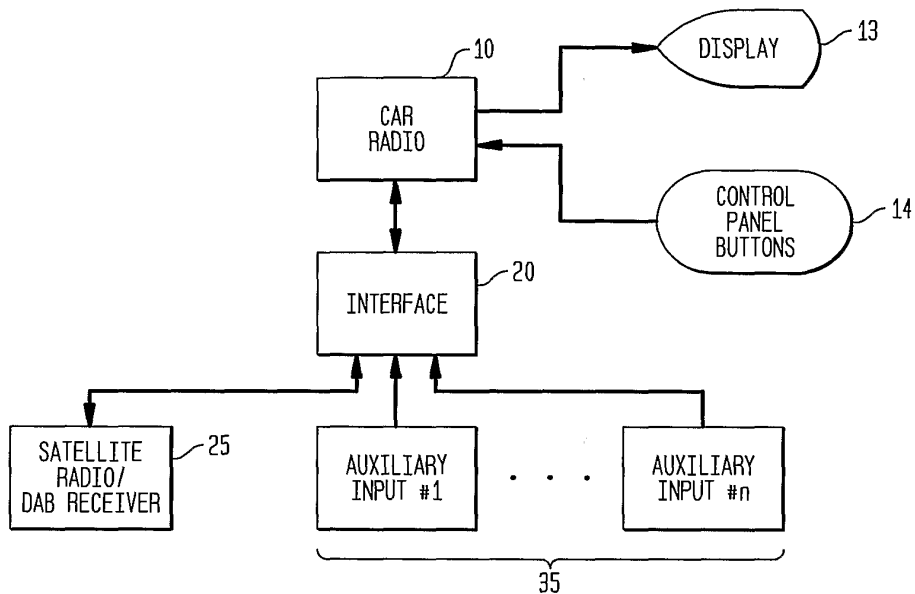 10
CAR
RADIO
DISPLAY
13
CONTROL
PANEL
BUTTONS
14
INTERFACE
20
SATELLITE
RADIO/
DAB RECEIVER
25
AUXILIARY
INPUT #1
. . . .
AUXILIARY
INPUT #n
35